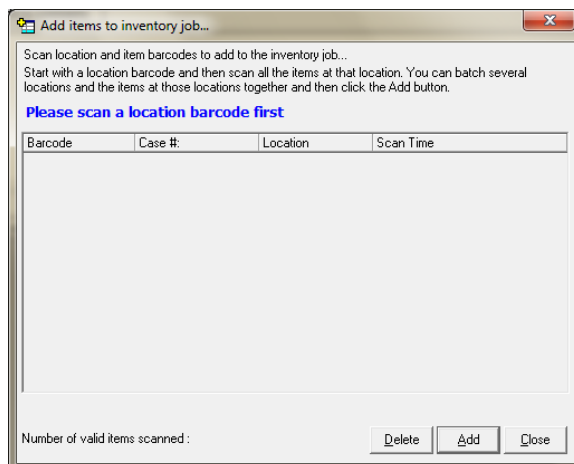 Add items to inventory job...
Scan location and item barcodes to add to the inventory job...
Start with a location barcode and then scan all the items at that location. You can batch several
locations and the items at those locations together and then click the Add button.
Please scan a location barcode first
Barcode Case #: Location Scan Time
Number of valid items scanned : Delete Add Close